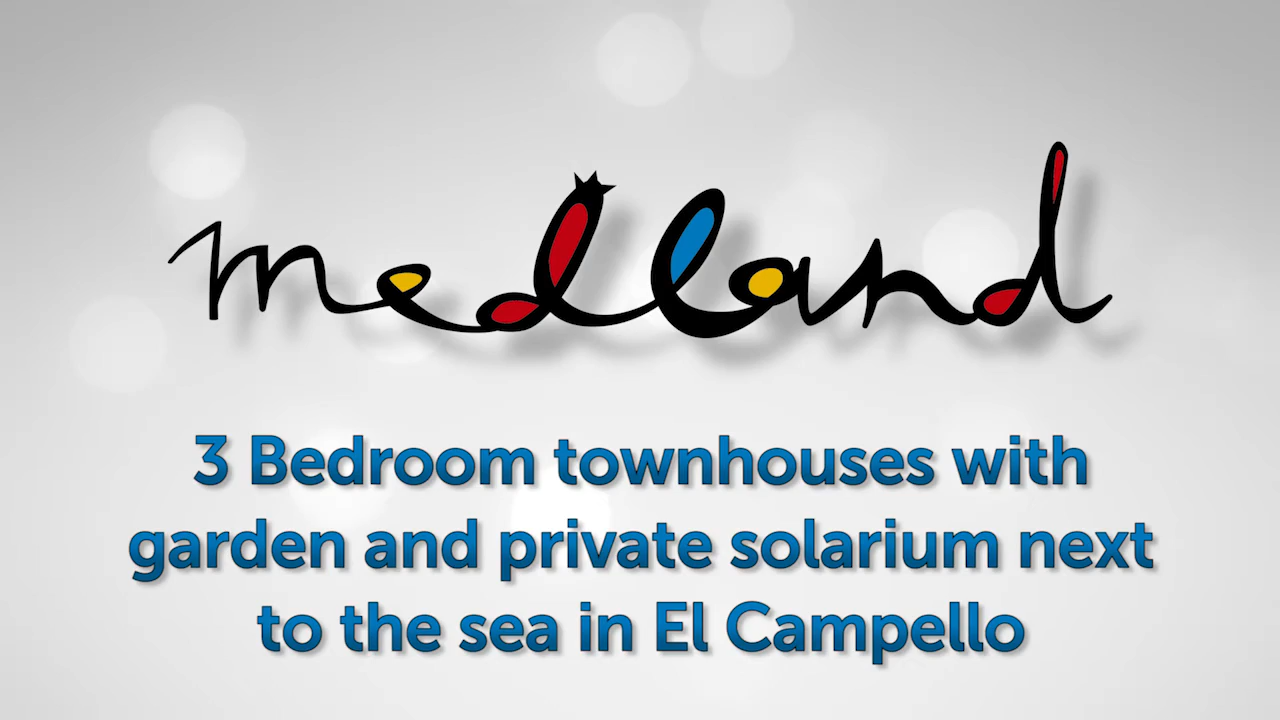 medland
3 Bedroom townhouses with
garden and private solarium next
to the sea in El Campello